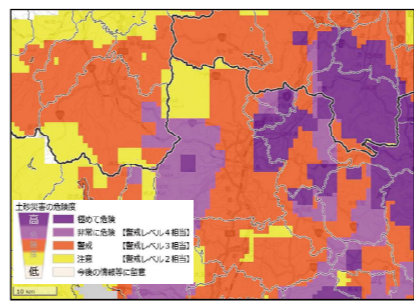 土砂災害の危険度
高
極めて危険
非常に危険 【警戒レベル4相当】
警戒 【警戒レベル3相当】
注意 【警戒レベル2相当】
低
今後の情報等に留意
10 km